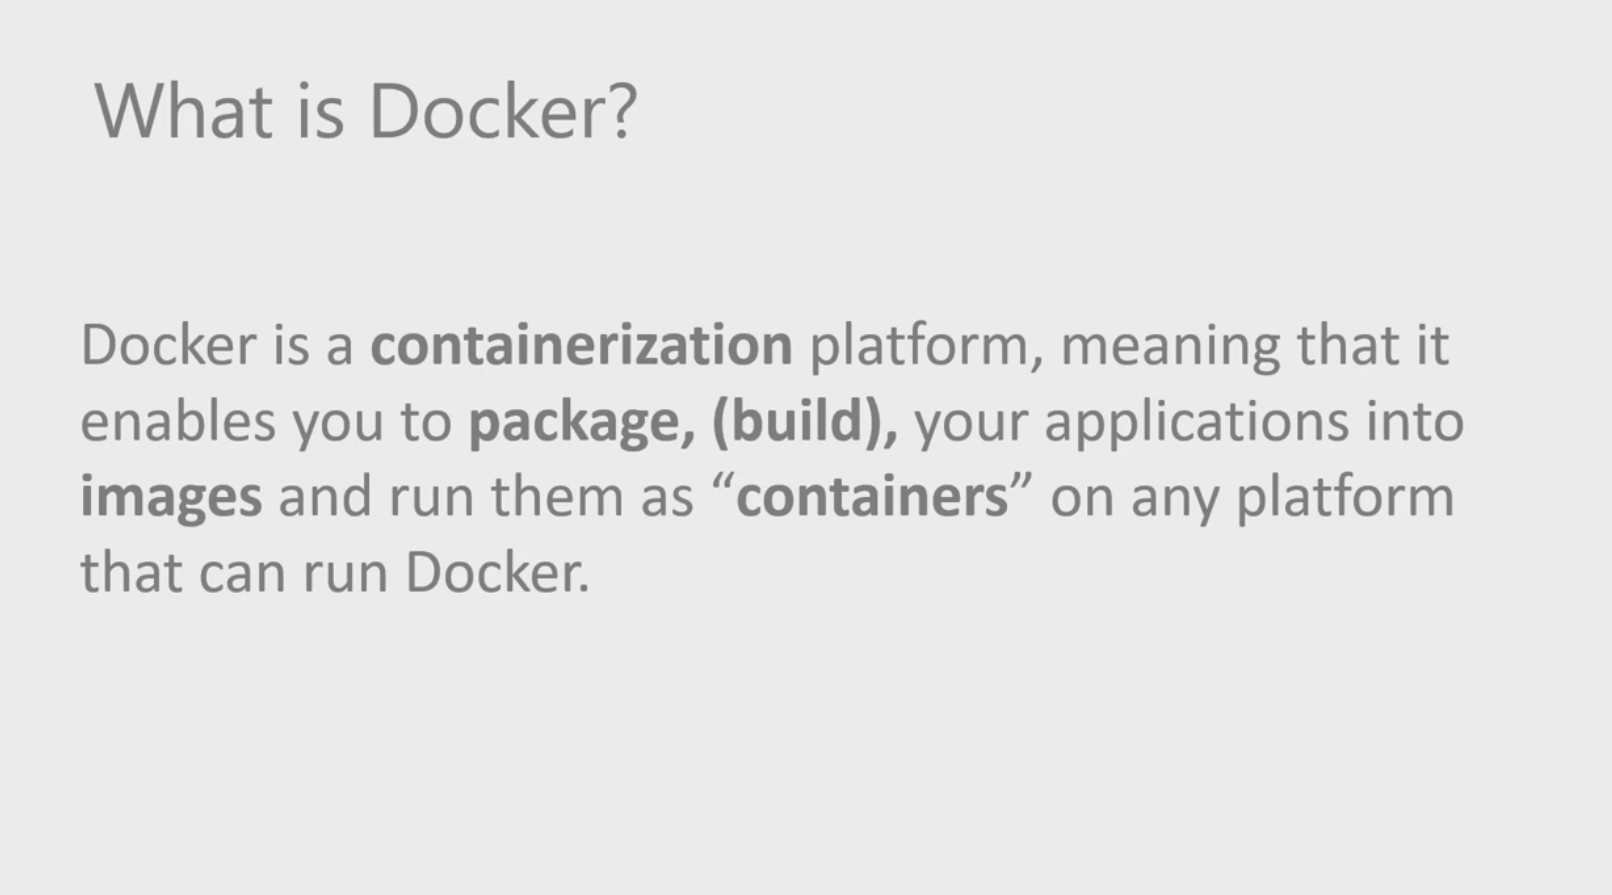 What is Docker?
Docker is a containerization platform, meaning that it
enables you to package, (build), your applications into
images and run them as “containers” on any platform
that can run Docker.